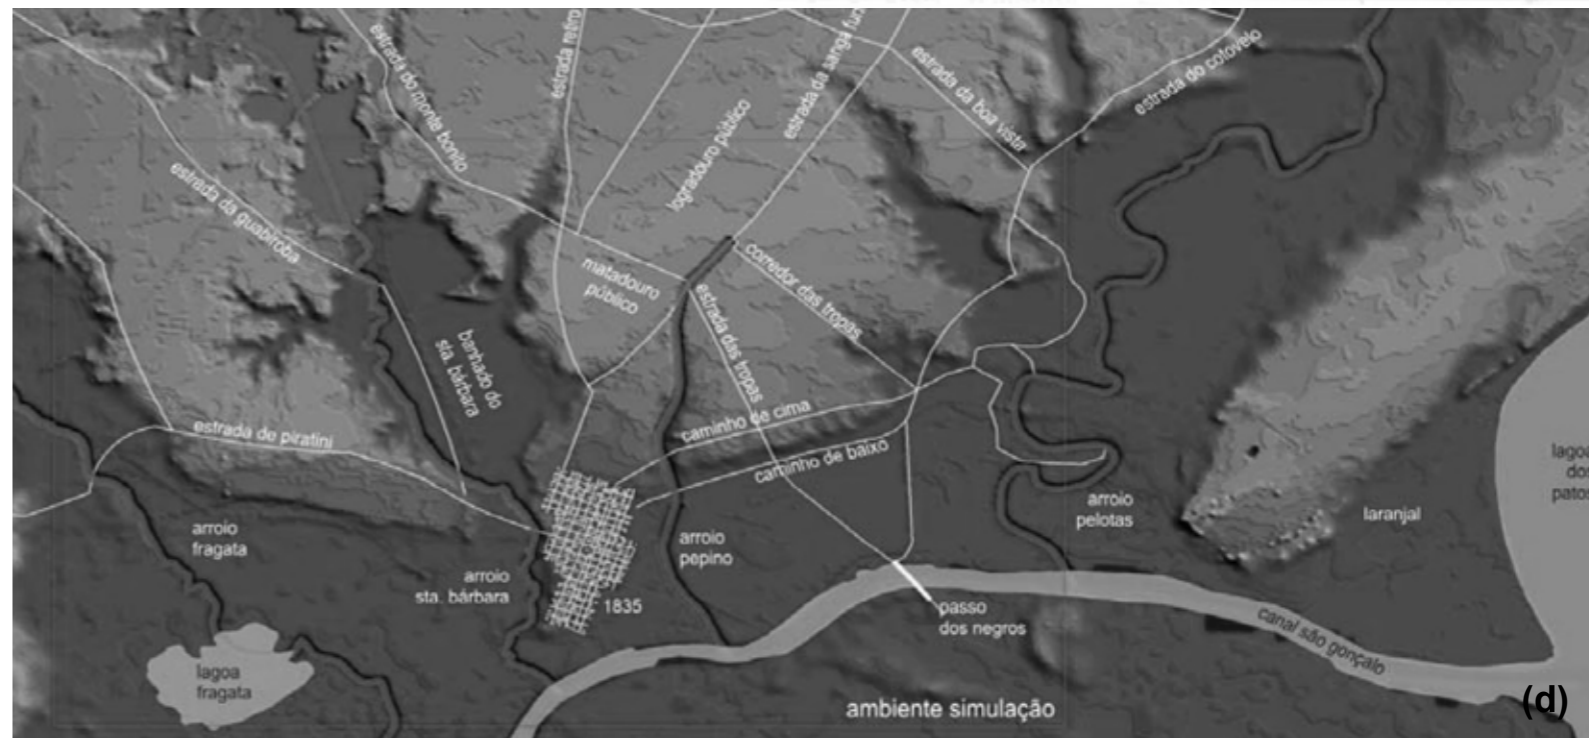 estrada do monte bonito
estrada retiro
estrada da sanga
estrada da boa vista
estrada do cotovelo
logradouro público
estrada da guabiroba
matadouro
público
corredor das tropas
estrada das tropas
banhado do
sta. bárbara
caminho de cima
caminho de baixo
estrada de piratini
arroio
fragata
arroio
sta. bárbara
1835
arroio
pepino
arroio
pelotas
laranjal
lagoa
dos
patos
passo
dos negros
canal são gonçalo
lagoa
fragata
ambiente simulação
(d)